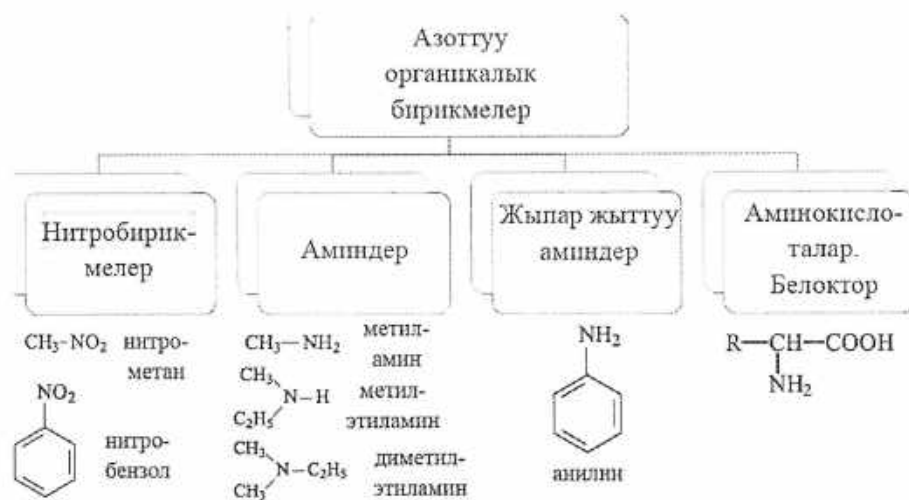 Азоттуу
органикалык
бирикмелер
Нитробирик-
мелер
Аминдер
Жыпар жыттуу
аминдер
Аминокисло-
талар.
Белоктор
CH₃–NO₂ нитро-
метан
NO₂
нитро-
бензол
CH₃–NH₂ метил-
амин
CH₃
N–H
C₂H₅
метил-
этиламин
CH₃
N–C₂H₅
CH₃
диметил-
этиламин
NH₂
анилин
R–CH–COOH
NH₂